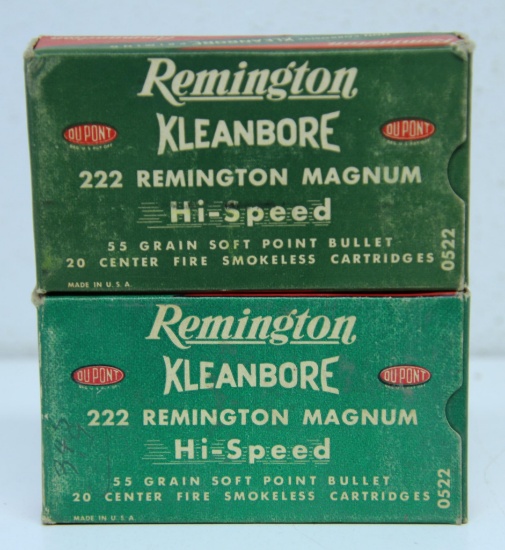 Remington
DU PONT KLEANBORE DU PONT
222 REMINGTON MAGNUM
Hi-Speed
55 GRAIN SOFT POINT BULLET
20 CENTER FIRE SMOKELESS CARTRIDGES
0522
MADE IN U.S.A.
Remington
DU PONT KLEANBORE DU PONT
222 REMINGTON MAGNUM
Hi-Speed
55 GRAIN SOFT POINT BULLET
20 CENTER FIRE SMOKELESS CARTRIDGES
0522
MADE IN U.S.A.